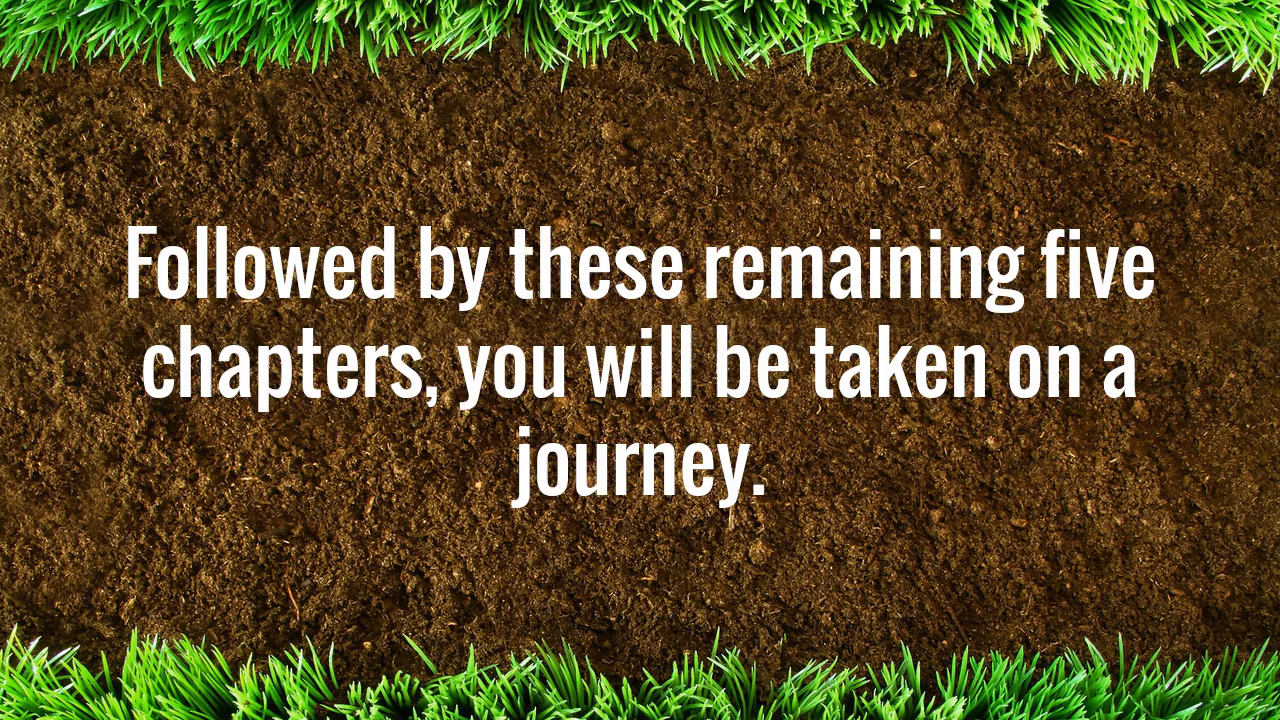 Followed by these remaining five
chapters, you will be taken on a
journey.